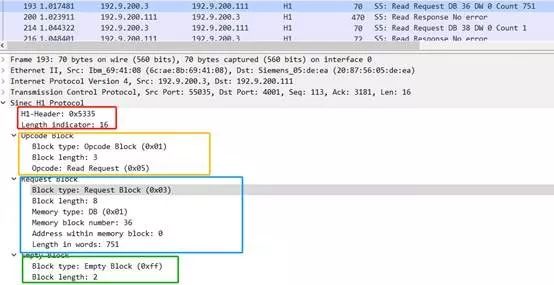 193 1.017481 192.9.200.3 192.9.200.111 H1 70 S5: Read Request DB 36 DW 0 Count 751
200 1.023911 192.9.200.111 192.9.200.3 H1 470 S5: Read Response No error
214 1.044322 192.9.200.3 192.9.200.111 H1 70 S5: Read Request DB 38 DW 0 Count 1
216 1.048401 192.9.200.111 192.9.200.3 H1 72 S5: Read Response No error
Frame 193: 70 bytes on wire (560 bits), 70 bytes captured (560 bits) on interface 0
Ethernet II, Src: Ibm_69:41:08 (6c:ae:8b:69:41:08), Dst: Siemens_05:de:ea (20:87:56:05:de:ea)
Internet Protocol Version 4, Src: 192.9.200.3, Dst: 192.9.200.111
Transmission Control Protocol, Src Port: 55035, Dst Port: 4001, Seq: 113, Ack: 3181, Len: 16
Sinec H1 Protocol
H1-Header: 0x5335
Length indicator: 16
Opcode Block
Block type: Opcode Block (0x01)
Block length: 3
Opcode: Read Request (0x05)
Request Block
Block type: Request Block (0x03)
Block length: 8
Memory type: DB (0x01)
Memory block number: 36
Address within memory block: 0
Length in words: 751
Empty Block
Block type: Empty Block (0xff)
Block length: 2